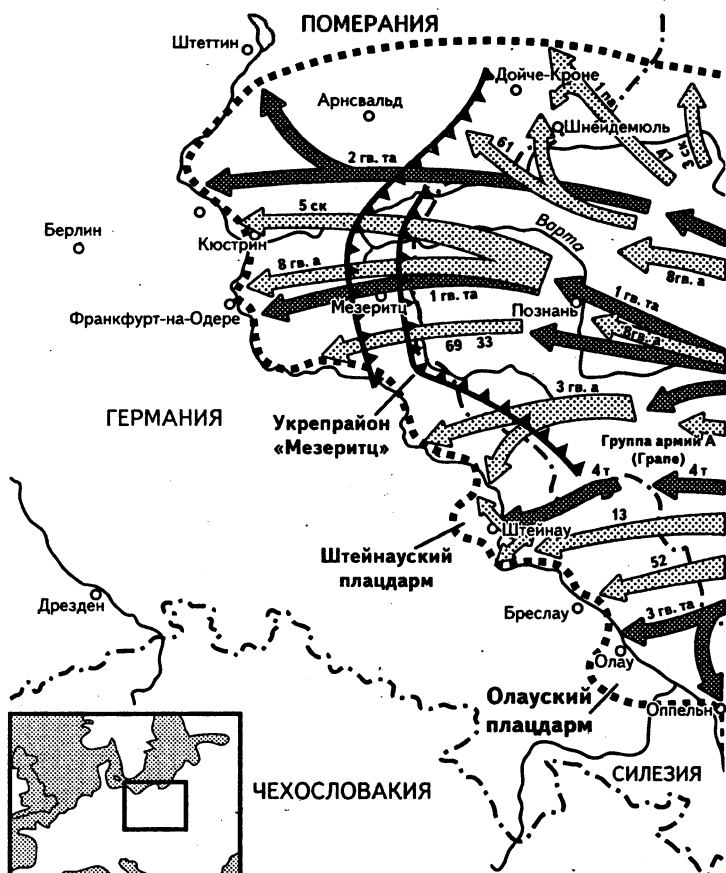 ПОМЕРАНИЯ
Штеттин
Дойче-Кроне
Арнсвальд
1 па
Шнейдемюль
61
47
3 ск
2 гв. та
5 ск
Варта
Берлин
Кюстрин
8 гв. а
8гв. а
1 гв. та
Мезеритц
1 гв. та
Познань
8гв. а
Франкфурт-на-Одере
69 33
3 гв. а
ГЕРМАНИЯ
Укрепрайон
«Мезеритц»
Группа армий А
(Грапе)
4 т
4 т
13
Штейнау
Штейнауский
плацдарм
52
Дрезден
Бреслау
3 гв. та
Олау
Олауский
плацдарм
Оппельн
СИЛЕЗИЯ
ЧЕХОСЛОВАКИЯ